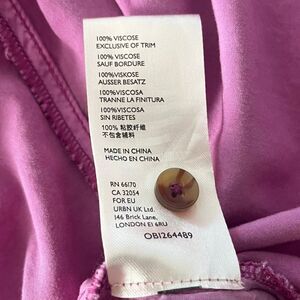 100% VISCOSE
EXCLUSIVE OF TRIM
100% VISCOSE
SAUF BORDURE
100%VISKOSE
AUSSER BESATZ
100%VISCOSA
TRANNE LA FINITURA
100%VISCOSA
SIN RIBETES
100% 粘胶纤维
不包含辅料
MADE IN CHINA
HECHO EN CHINA
RN 66170
CA 32054
FOR EU
URBN UK Ltd.
146 Brick Lane,
LONDON E1 6RU
OB1264489